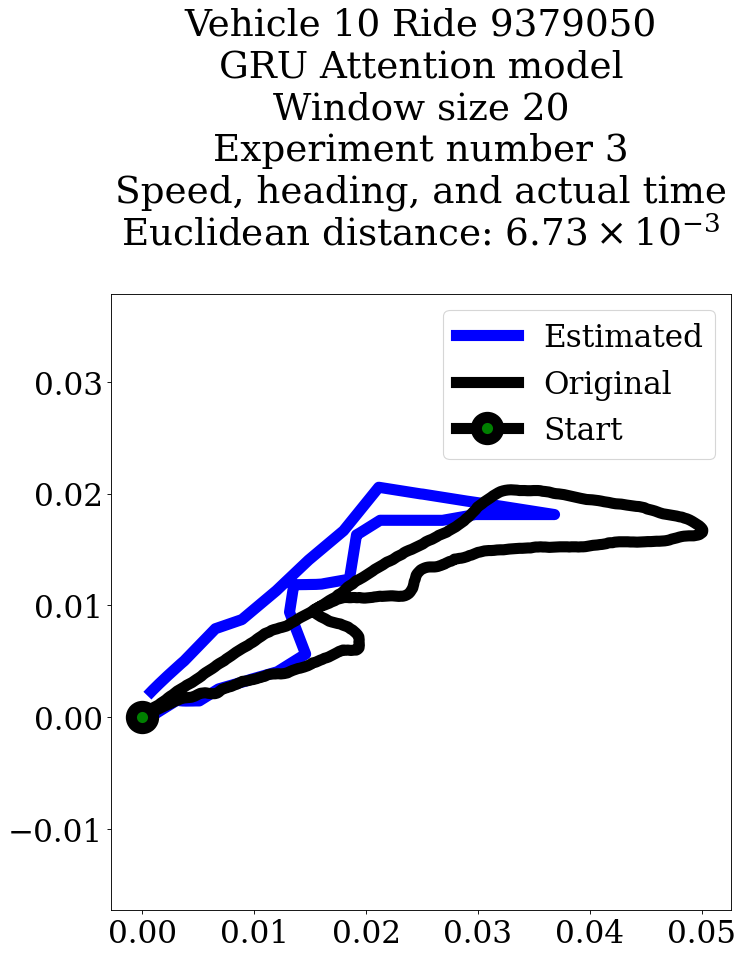 Vehicle 10 Ride 9379050
GRU Attention model
Window size 20
Experiment number 3
Speed, heading, and actual time
Euclidean distance: 6.73 × 10⁻³
Estimated
Original
Start
0.03
0.02
0.01
0.00
−0.01
0.00 0.01 0.02 0.03 0.04 0.05